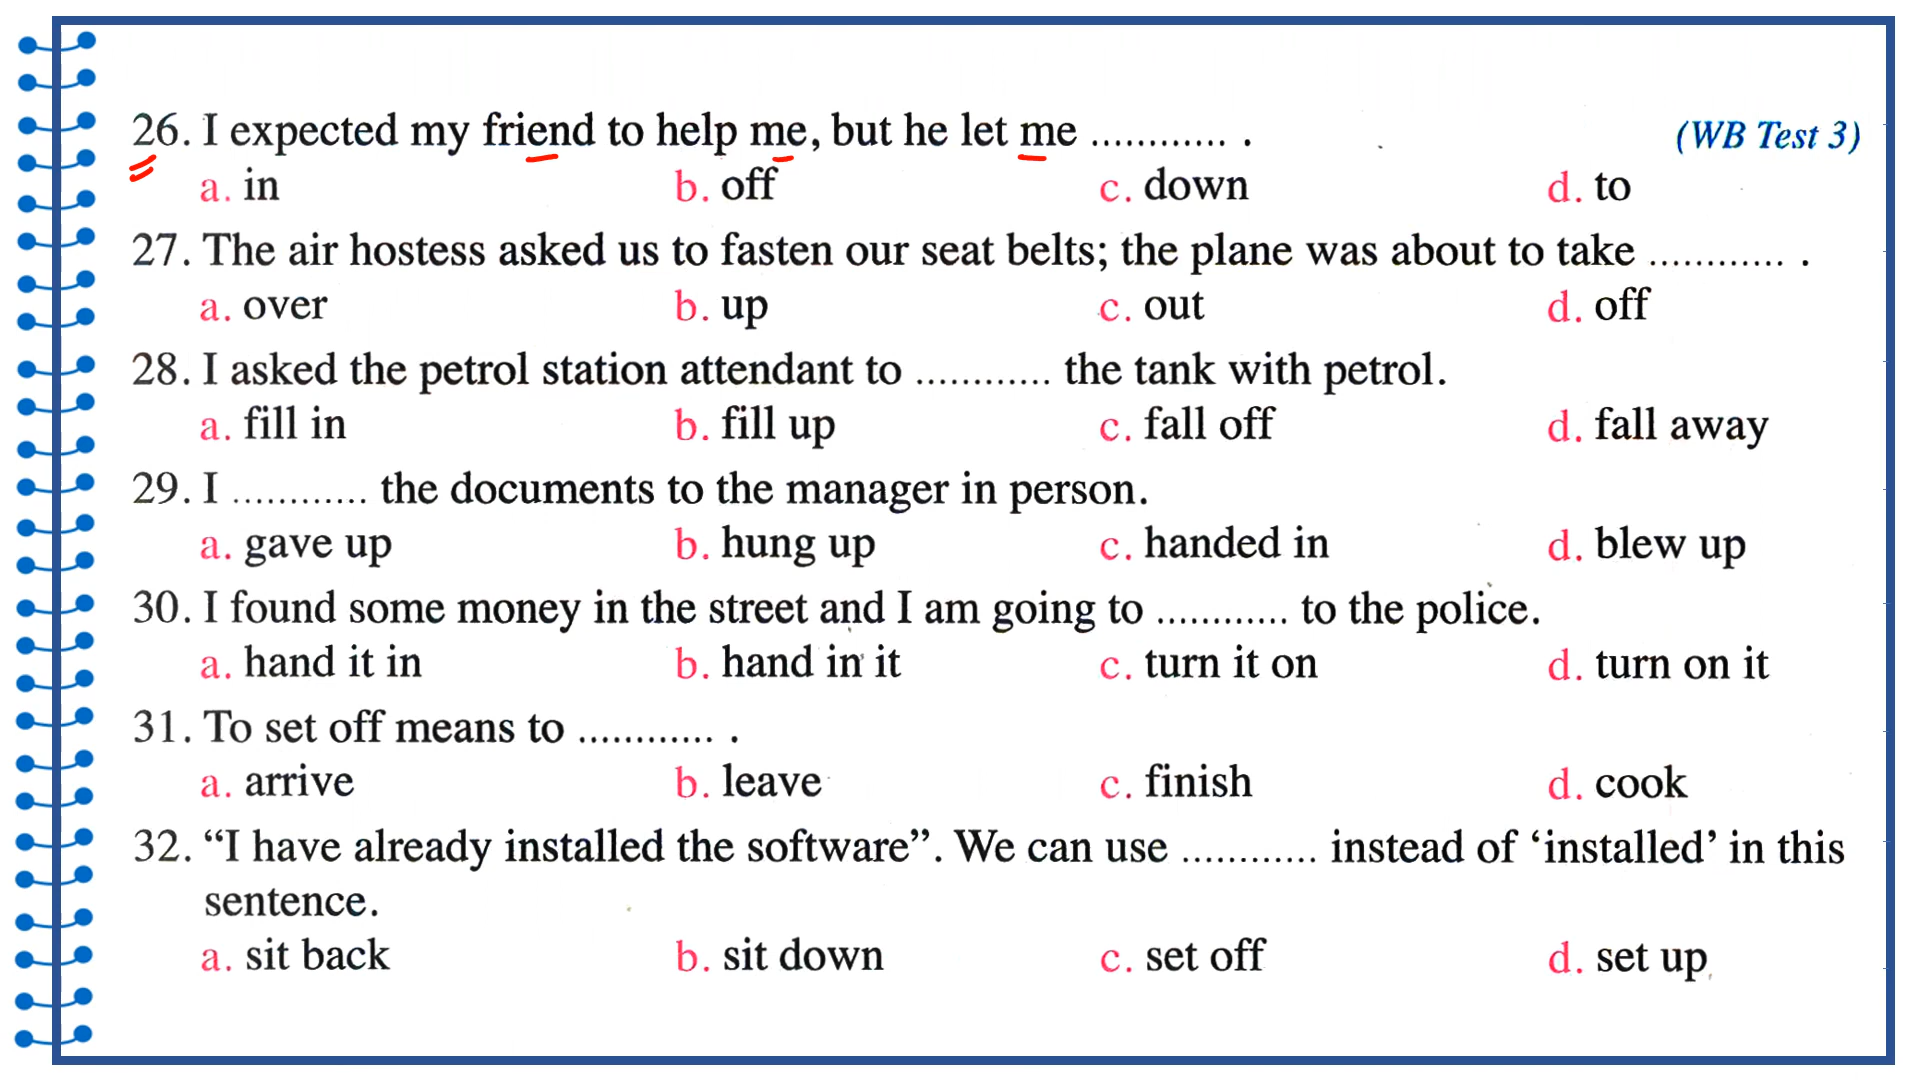 26. I expected my friend to help me, but he let me ............ . (WB Test 3)
a. in b. off c. down d. to
27. The air hostess asked us to fasten our seat belts; the plane was about to take ............ .
a. over b. up c. out d. off
28. I asked the petrol station attendant to ............ the tank with petrol.
a. fill in b. fill up c. fall off d. fall away
29. I ............ the documents to the manager in person.
a. gave up b. hung up c. handed in d. blew up
30. I found some money in the street and I am going to ............ to the police.
a. hand it in b. hand in it c. turn it on d. turn on it
31. To set off means to ............ .
a. arrive b. leave c. finish d. cook
32. “I have already installed the software”. We can use ............ instead of ‘installed’ in this
sentence.
a. sit back b. sit down c. set off d. set up